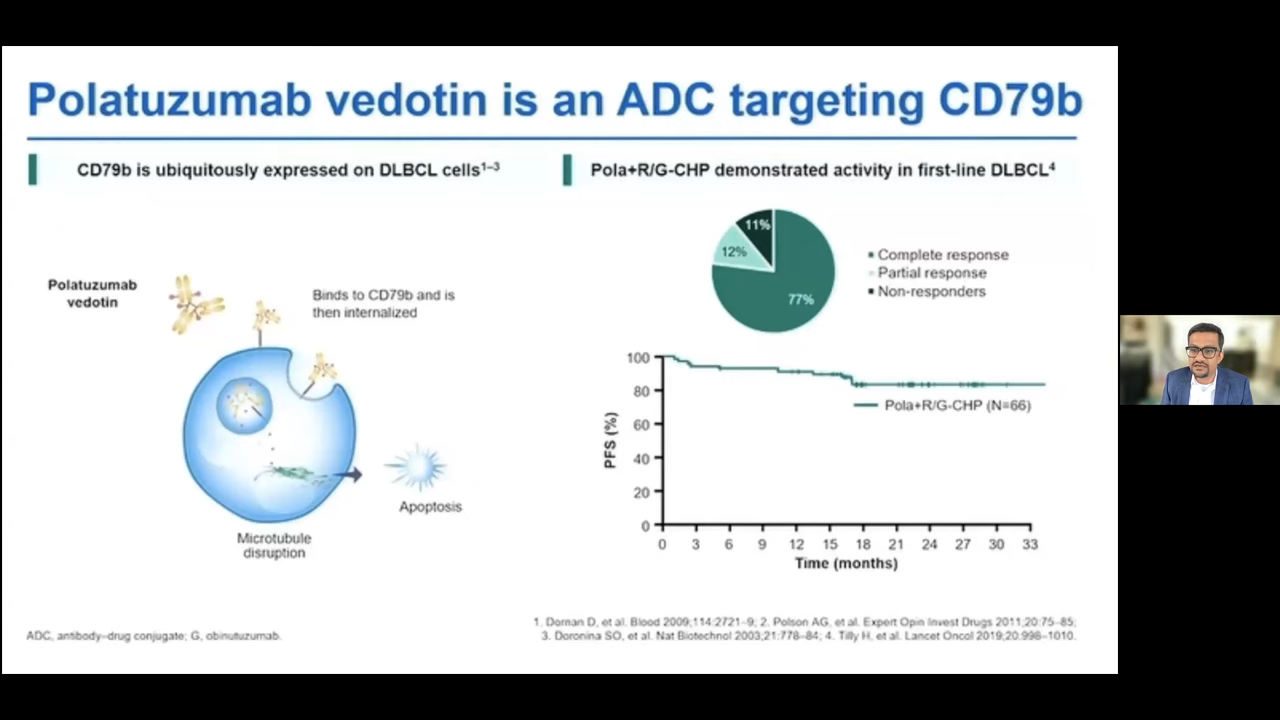 Polatuzumab vedotin is an ADC targeting CD79b
CD79b is ubiquitously expressed on DLBCL cells¹⁻³
Polatuzumab
vedotin
Binds to CD79b and is
then internalized
Apoptosis
Microtubule
disruption
Pola+R/G-CHP demonstrated activity in first-line DLBCL⁴
11%
12%
77%
Complete response
Partial response
Non-responders
100
80
60
40
20
0
PFS (%)
Pola+R/G-CHP (N=66)
0 3 6 9 12 15 18 21 24 27 30 33
Time (months)
ADC, antibody–drug conjugate; G, obinutuzumab.
1. Dornan D, et al. Blood 2009;114:2721–9; 2. Polson AG, et al. Expert Opin Invest Drugs 2011;20:75–85;
3. Doronina SO, et al. Nat Biotechnol 2003;21:778–84; 4. Tilly H, et al. Lancet Oncol 2019;20:998–1010.